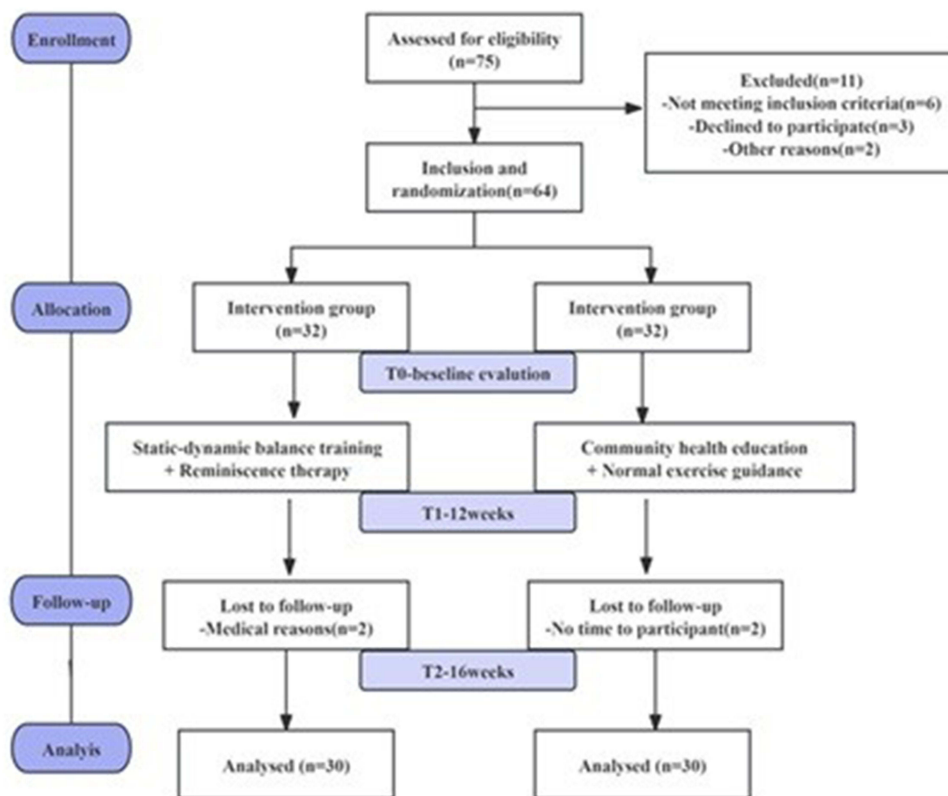 Enrollment
Assessed for eligibility
(n=75)
Excluded(n=11)
-Not meeting inclusion criteria(n=6)
-Declined to participate(n=3)
-Other reasons(n=2)
Inclusion and
randomization(n=64)
Allocation
Intervention group
(n=32)
Intervention group
(n=32)
T0-beseline evalution
Static-dynamic balance training
+ Reminiscence therapy
Community health education
+ Normal exercise guidance
T1-12weeks
Follow-up
Lost to follow-up
-Medical reasons(n=2)
Lost to follow-up
-No time to participant(n=2)
T2-16weeks
Analyis
Analysed (n=30)
Analysed (n=30)